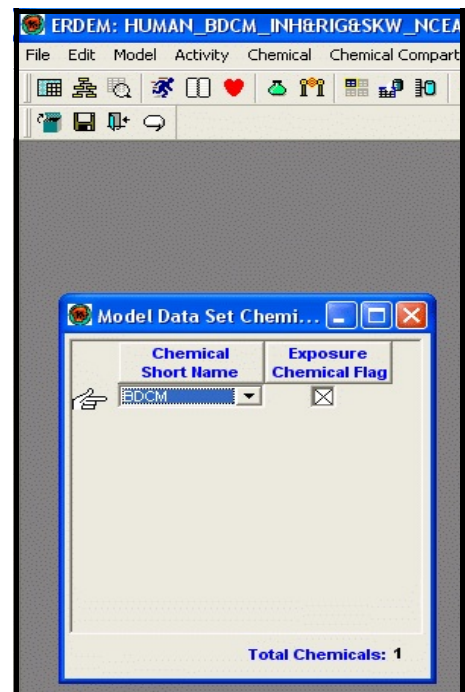 ERDEM: HUMAN_BDCM_INH&RIG&SKW_NCEA
File Edit Model Activity Chemical Chemical Compart
Model Data Set Chemi...
Chemical Short Name
Exposure Chemical Flag
BDCM
Total Chemicals: 1